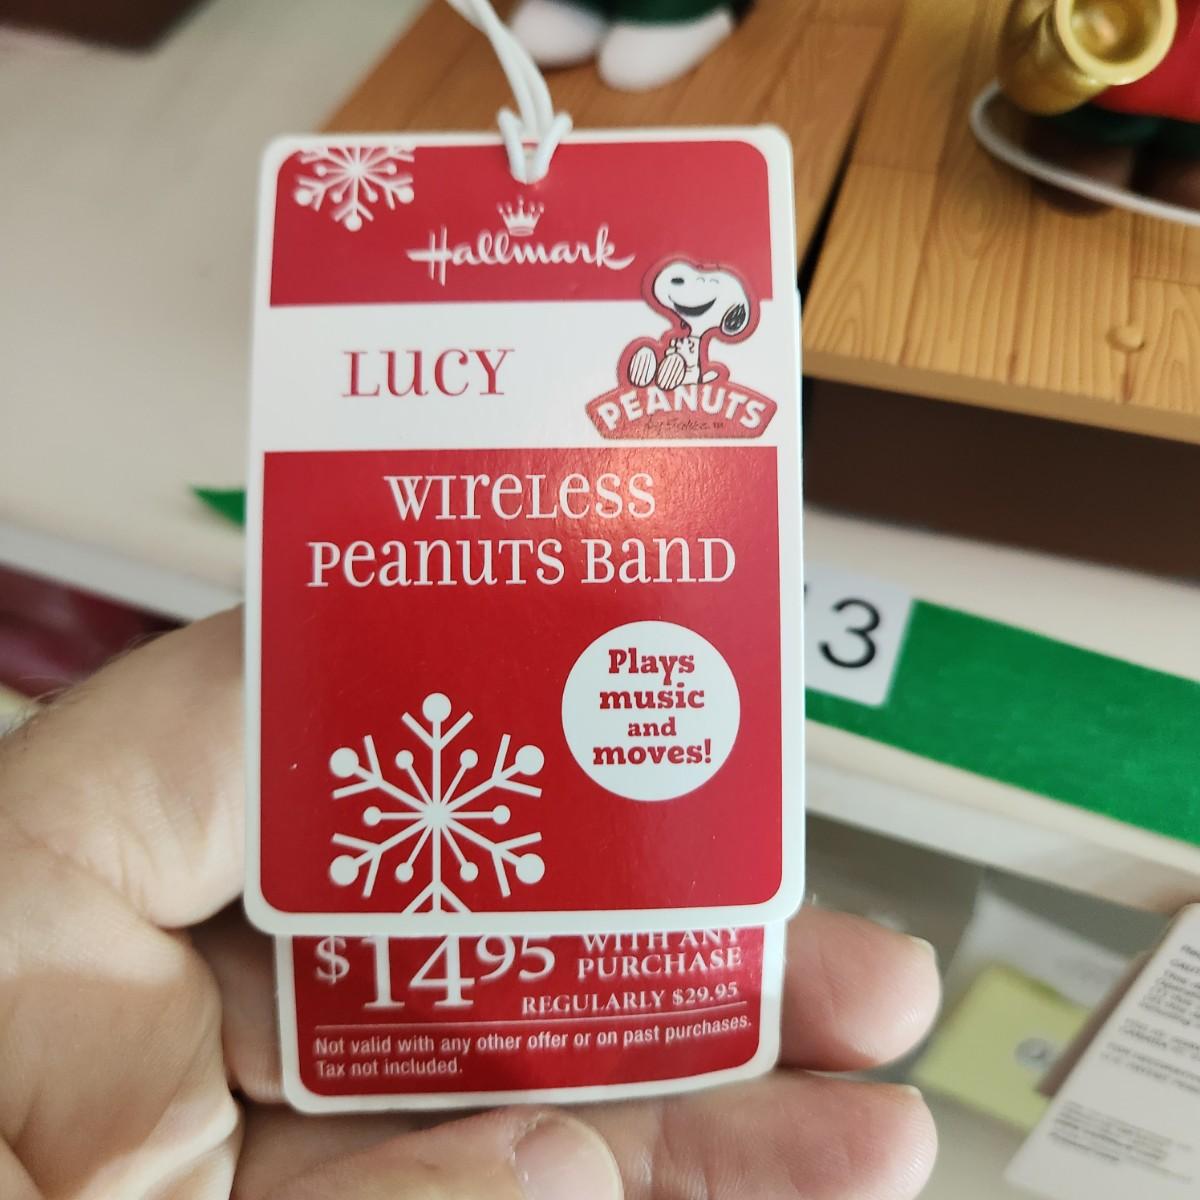 Hallmark
LUCY
PEANUTS
WIRELESS
PEANUTS BAND
Plays
music
and
moves!
$14.95 WITH ANY
PURCHASE
REGULARLY $29.95
Not valid with any other offer or on past purchases.
Tax not included.
3